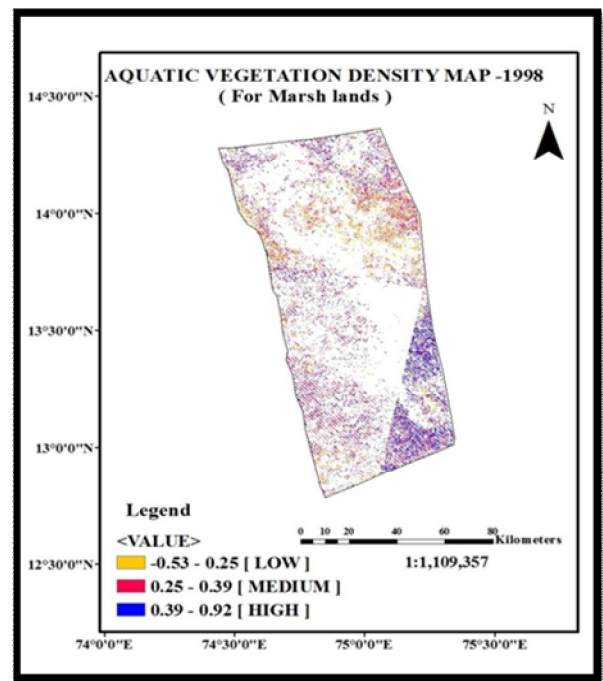 AQUATIC VEGETATION DENSITY MAP -1998
( For Marsh lands )
N
14°30'0"N
14°0'0"N
13°30'0"N
13°0'0"N
12°30'0"N
Legend
<VALUE>
-0.53 - 0.25 [ LOW ]
0.25 - 0.39 [ MEDIUM ]
0.39 - 0.92 [ HIGH ]
0 10 20 40 60 80
Kilometers
1:1,109,357
74°0'0"E 74°30'0"E 75°0'0"E 75°30'0"E